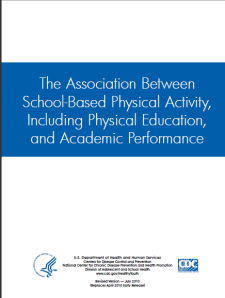 The Association Between
School-Based Physical Activity,
Including Physical Education,
and Academic Performance
U.S. Department of Health and Human Services
Centers for Disease Control and Prevention
National Center for Chronic Disease Prevention and Health Promotion
Division of Adolescent and School Health
www.cdc.gov/HealthyYouth
Revised Version — July 2010
(Replaces April 2010 Early Release)
CDC